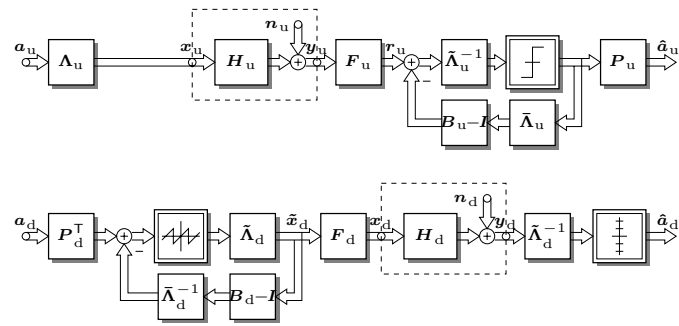 n_u
a_u x_u y_u r_u â_u
Λ_u H_u + F_u + Λ̃_u^{-1} P_u
−
B_u−I Λ̄_u
n_d
a_d x̃_d x_d y_d â_d
P_d^T + Λ̃_d F_d H_d + Λ̃_d^{-1}
−
Λ̄_d^{-1} B_d−I